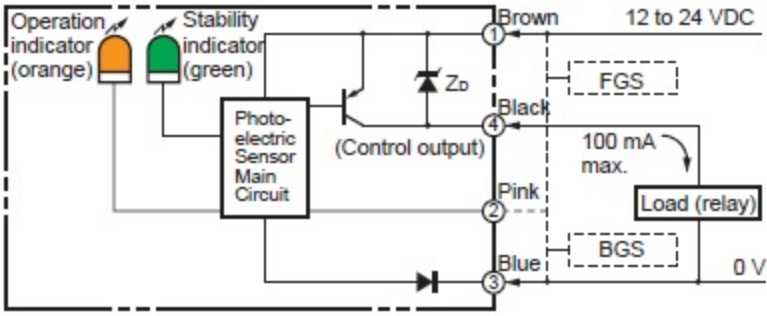 Operation
indicator
(orange)
Stability
indicator
(green)
Brown
12 to 24 VDC
1
ZD
FGS
Black
4
Photo-
electric
Sensor
Main
Circuit
(Control output)
100 mA
max.
Pink
2
Load (relay)
BGS
Blue
3
0 V